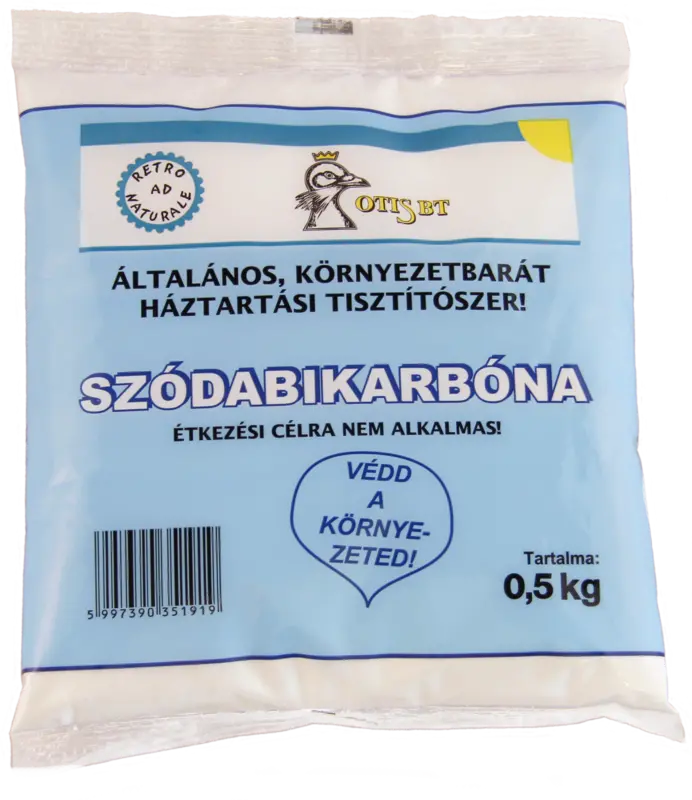 RETRO
AD
NATURALE
OTIS BT
ÁLTALÁNOS, KÖRNYEZETBARÁT
HÁZTARTÁSI TISZTÍTÓSZER!
SZÓDABIKARBÓNA
ÉTKEZÉSI CÉLRA NEM ALKALMAS!
VÉDD
A
KÖRNYE-
ZETED!
Tartalma:
0,5 kg
5 997390 351919